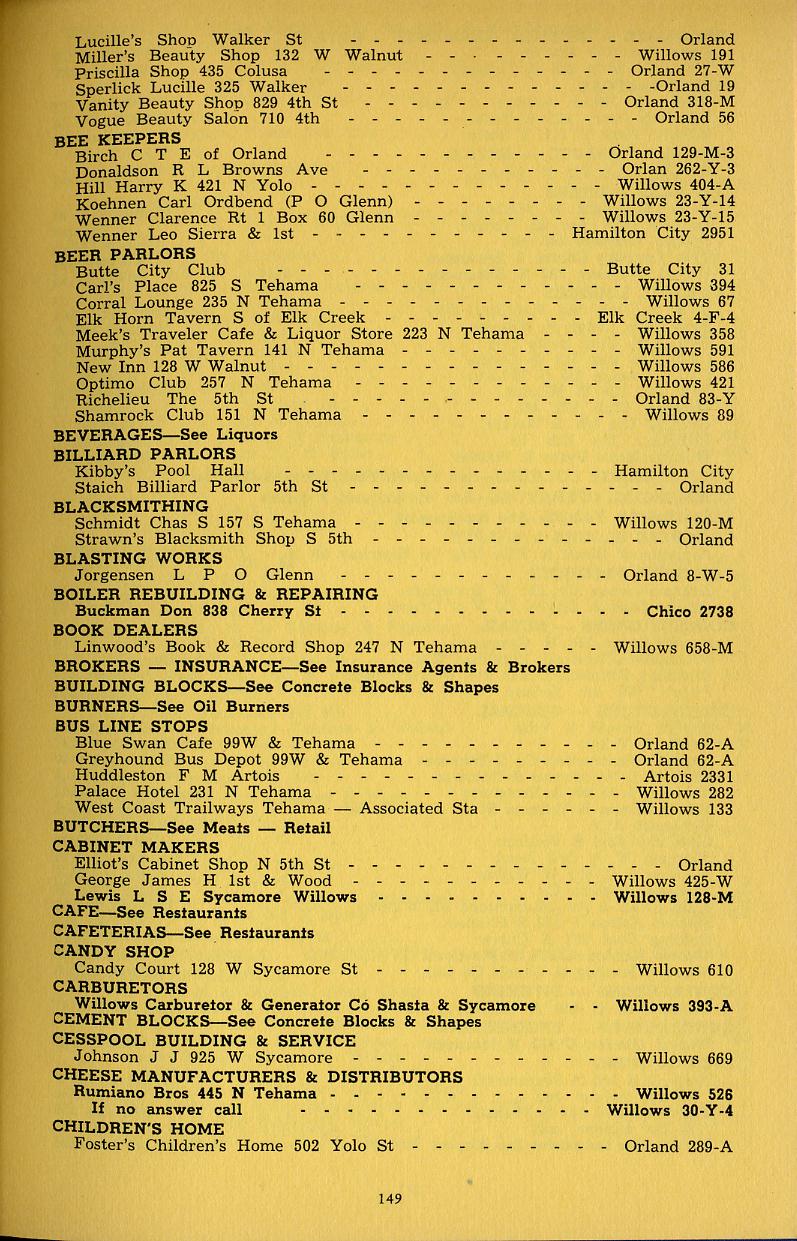 Lucille's Shop Walker St - - - - - - - - - - - - - - Orland
Miller's Beauty Shop 132 W Walnut - - - - - - - - - Willows 191
Priscilla Shop 435 Colusa - - - - - - - - - - - - Orland 27-W
Sperlick Lucille 325 Walker - - - - - - - - - - - - -Orland 19
Vanity Beauty Shop 829 4th St - - - - - - - - - - Orland 318-M
Vogue Beauty Salon 710 4th - - - - - - - - - - - - Orland 56
BEE KEEPERS
Birch C T E of Orland - - - - - - - - - - - - Orland 129-M-3
Donaldson R L Browns Ave - - - - - - - - - - - Orlan 262-Y-3
Hill Harry K 421 N Yolo - - - - - - - - - - - - - Willows 404-A
Koehnen Carl Ordbend (P O Glenn) - - - - - - - - Willows 23-Y-14
Wenner Clarence Rt 1 Box 60 Glenn - - - - - - - Willows 23-Y-15
Wenner Leo Sierra & 1st - - - - - - - - - - - Hamilton City 2951
BEER PARLORS
Butte City Club - - - - - - - - - - - - - - Butte City 31
Carl's Place 825 S Tehama - - - - - - - - - - - - Willows 394
Corral Lounge 235 N Tehama - - - - - - - - - - - - - Willows 67
Elk Horn Tavern S of Elk Creek - - - - - - - - Elk Creek 4-F-4
Meek's Traveler Cafe & Liquor Store 223 N Tehama - - - - Willows 358
Murphy's Pat Tavern 141 N Tehama - - - - - - - - - - Willows 591
New Inn 128 W Walnut - - - - - - - - - - - - - - - Willows 586
Optimo Club 257 N Tehama - - - - - - - - - - - - - Willows 421
Richelieu The 5th St - - - - - - - - - - - - - Orland 83-Y
Shamrock Club 151 N Tehama - - - - - - - - - - - - Willows 89
BEVERAGES—See Liquors
BILLIARD PARLORS
Kibby's Pool Hall - - - - - - - - - - - - - - Hamilton City
Staich Billiard Parlor 5th St - - - - - - - - - - - - - - Orland
BLACKSMITHING
Schmidt Chas S 157 S Tehama - - - - - - - - - - - Willows 120-M
Strawn's Blacksmith Shop S 5th - - - - - - - - - - - - - Orland
BLASTING WORKS
Jorgensen L P O Glenn - - - - - - - - - - - - Orland 8-W-5
BOILER REBUILDING & REPAIRING
Buckman Don 838 Cherry St - - - - - - - - - - - - - Chico 2738
BOOK DEALERS
Linwood's Book & Record Shop 247 N Tehama - - - - - Willows 658-M
BROKERS — INSURANCE—See Insurance Agents & Brokers
BUILDING BLOCKS—See Concrete Blocks & Shapes
BURNERS—See Oil Burners
BUS LINE STOPS
Blue Swan Cafe 99W & Tehama - - - - - - - - - - - Orland 62-A
Greyhound Bus Depot 99W & Tehama - - - - - - - - - Orland 62-A
Huddleston F M Artois - - - - - - - - - - - - - - Artois 2331
Palace Hotel 231 N Tehama - - - - - - - - - - - - - Willows 282
West Coast Trailways Tehama — Associated Sta - - - - - - Willows 133
BUTCHERS—See Meats — Retail
CABINET MAKERS
Elliot's Cabinet Shop N 5th St - - - - - - - - - - - - - - Orland
George James H 1st & Wood - - - - - - - - - - - Willows 425-W
Lewis L S E Sycamore Willows - - - - - - - - - - Willows 128-M
CAFE—See Restaurants
CAFETERIAS—See Restaurants
CANDY SHOP
Candy Court 128 W Sycamore St - - - - - - - - - - - Willows 610
CARBURETORS
Willows Carburetor & Generator Co Shasta & Sycamore - - Willows 393-A
CEMENT BLOCKS—See Concrete Blocks & Shapes
CESSPOOL BUILDING & SERVICE
Johnson J J 925 W Sycamore - - - - - - - - - - - - Willows 669
CHEESE MANUFACTURERS & DISTRIBUTORS
Rumiano Bros 445 N Tehama - - - - - - - - - - - - - Willows 526
If no answer call - - - - - - - - - - - - - Willows 30-Y-4
CHILDREN'S HOME
Foster's Children's Home 502 Yolo St - - - - - - - - - Orland 289-A
149